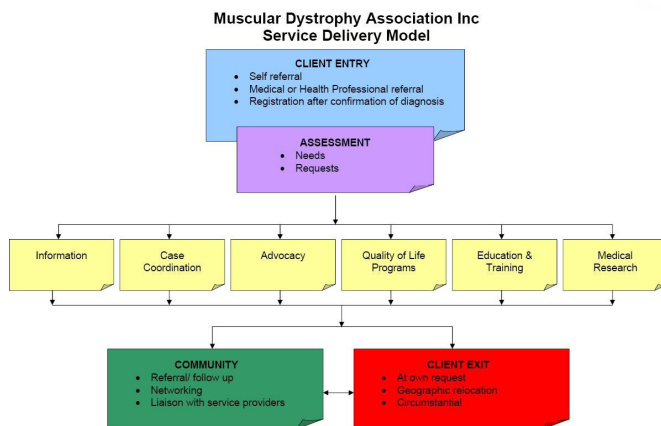 Muscular Dystrophy Association Inc
Service Delivery Model
CLIENT ENTRY
• Self referral
• Medical or Health Professional referral
• Registration after confirmation of diagnosis
ASSESSMENT
• Needs
• Requests
Information
Case
Coordination
Advocacy
Quality of Life
Programs
Education &
Training
Medical
Research
COMMUNITY
• Referral/ follow up
• Networking
• Liaison with service providers
CLIENT EXIT
• At own request
• Geographic relocation
• Circumstantial